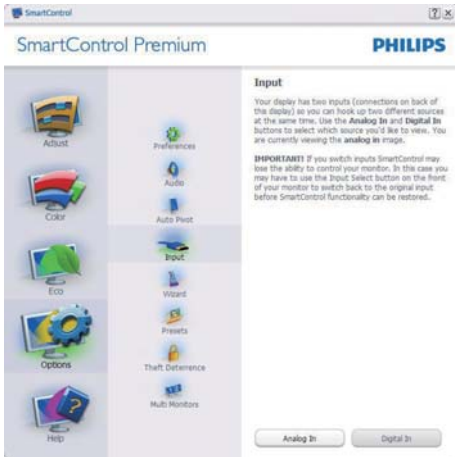 SmartControl
SmartControl Premium
PHILIPS
Adjust
Color
Eco
Options
Help
Preferences
Audio
Auto Pivot
Input
Wizard
Presets
Theft Deterrence
Multi Monitors
Input
Your display has two inputs (connections on back of
this display) so you can hook up two different sources
at the same time. Use the Analog In and Digital In
buttons to select which source you'd like to view. You
are currently viewing the analog in image.
IMPORTANT! If you switch inputs SmartControl may
lose the ability to control your monitor. In this case you
may have to use the Input Select button on the front
of your monitor to switch back to the original input
before SmartControl functionality can be restored.
Analog In
Digital In